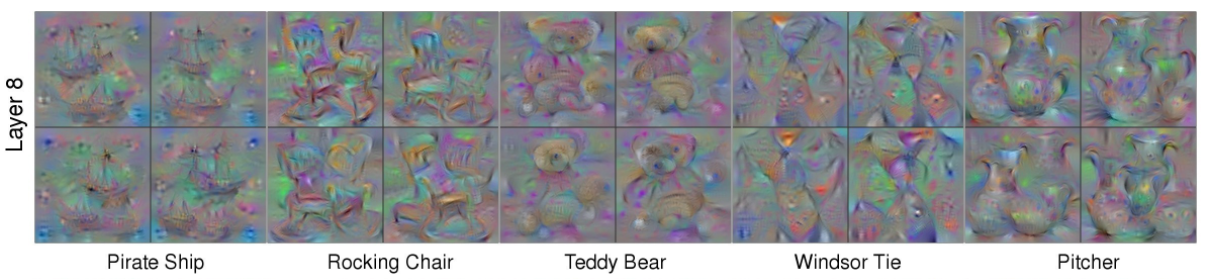 Layer 8
Pirate Ship
Rocking Chair
Teddy Bear
Windsor Tie
Pitcher